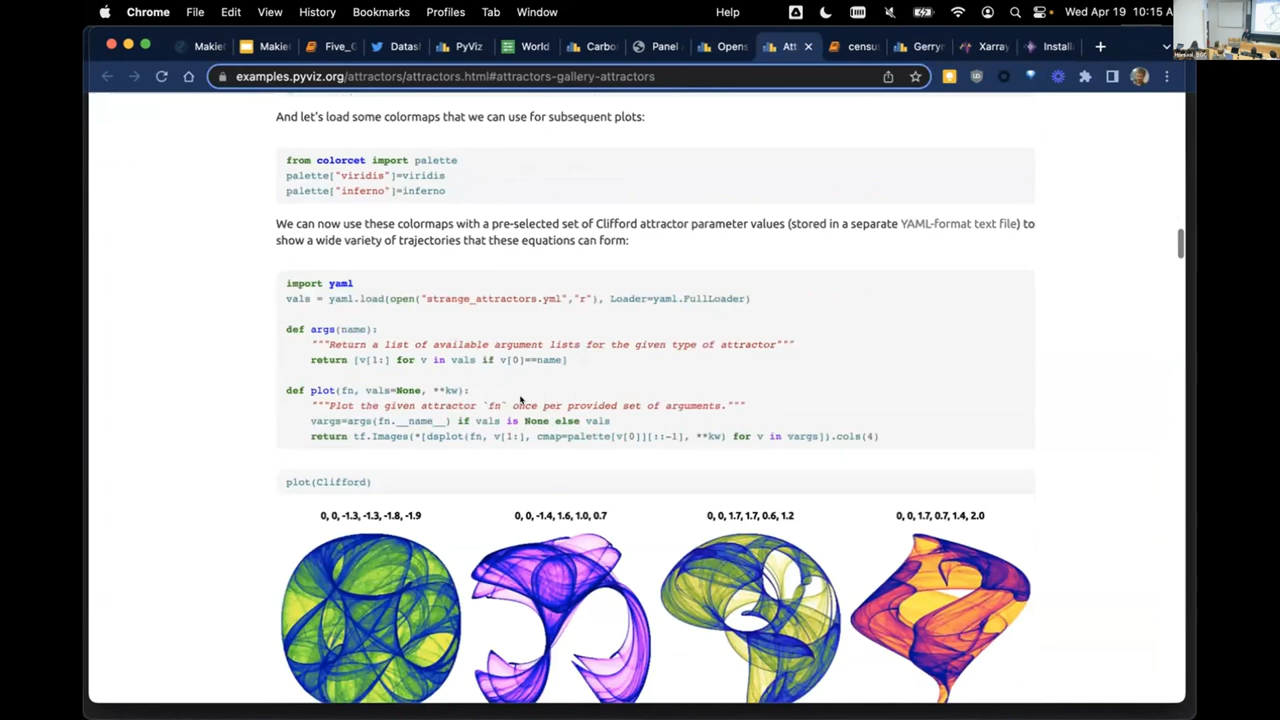 Chrome File Edit View History Bookmarks Profiles Tab Window Help Wed Apr 19 10:15 A
Makie Makie Five_G Datasl PyViz World Carbo Panel Opens Att censu Gerryn Xarray Install
examples.pyviz.org/attractors/attractors.html#attractors-gallery-attractors
And let's load some colormaps that we can use for subsequent plots:
from colorcet import palette
palette["viridis"]=viridis
palette["inferno"]=inferno
We can now use these colormaps with a pre-selected set of Clifford attractor parameter values (stored in a separate YAML-format text file) to
show a wide variety of trajectories that these equations can form:
import yaml
vals = yaml.load(open("strange_attractors.yml","r"), Loader=yaml.FullLoader)
def args(name):
"""Return a list of available argument lists for the given type of attractor"""
return [v[1:] for v in vals if v[0]==name]
def plot(fn, vals=None, **kw):
"""Plot the given attractor `fn` once per provided set of arguments."""
vargs=args(fn.__name__) if vals is None else vals
return tf.Images(*[dsplot(fn, v[1:], cmap=palette[v[0]][::-1], **kw) for v in vargs]).cols(4)
plot(Clifford)
0, 0, -1.3, -1.3, -1.8, -1.9 0, 0, -1.4, 1.6, 1.0, 0.7 0, 0, 1.7, 1.7, 0.6, 1.2 0, 0, 1.7, 0.7, 1.4, 2.0